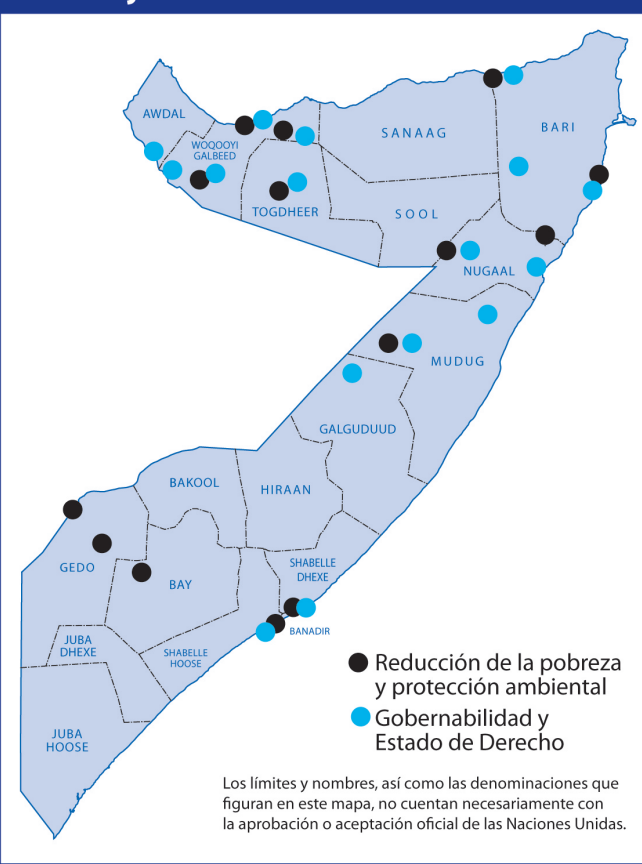 AWDAL
WOQOOYI
GALBEED
SANAAG
BARI
TOGDHEER
SOOL
NUGAAL
MUDUG
GALGUDUUD
BAKOOL
HIRAAN
GEDO
BAY
SHABELLE
DHEXE
BANADIR
JUBA
DHEXE
SHABELLE
HOOSE
JUBA
HOOSE
Reducción de la pobreza
y protección ambiental
Gobernabilidad y
Estado de Derecho
Los límites y nombres, así como las denominaciones que
figuran en este mapa, no cuentan necesariamente con
la aprobación o aceptación oficial de las Naciones Unidas.